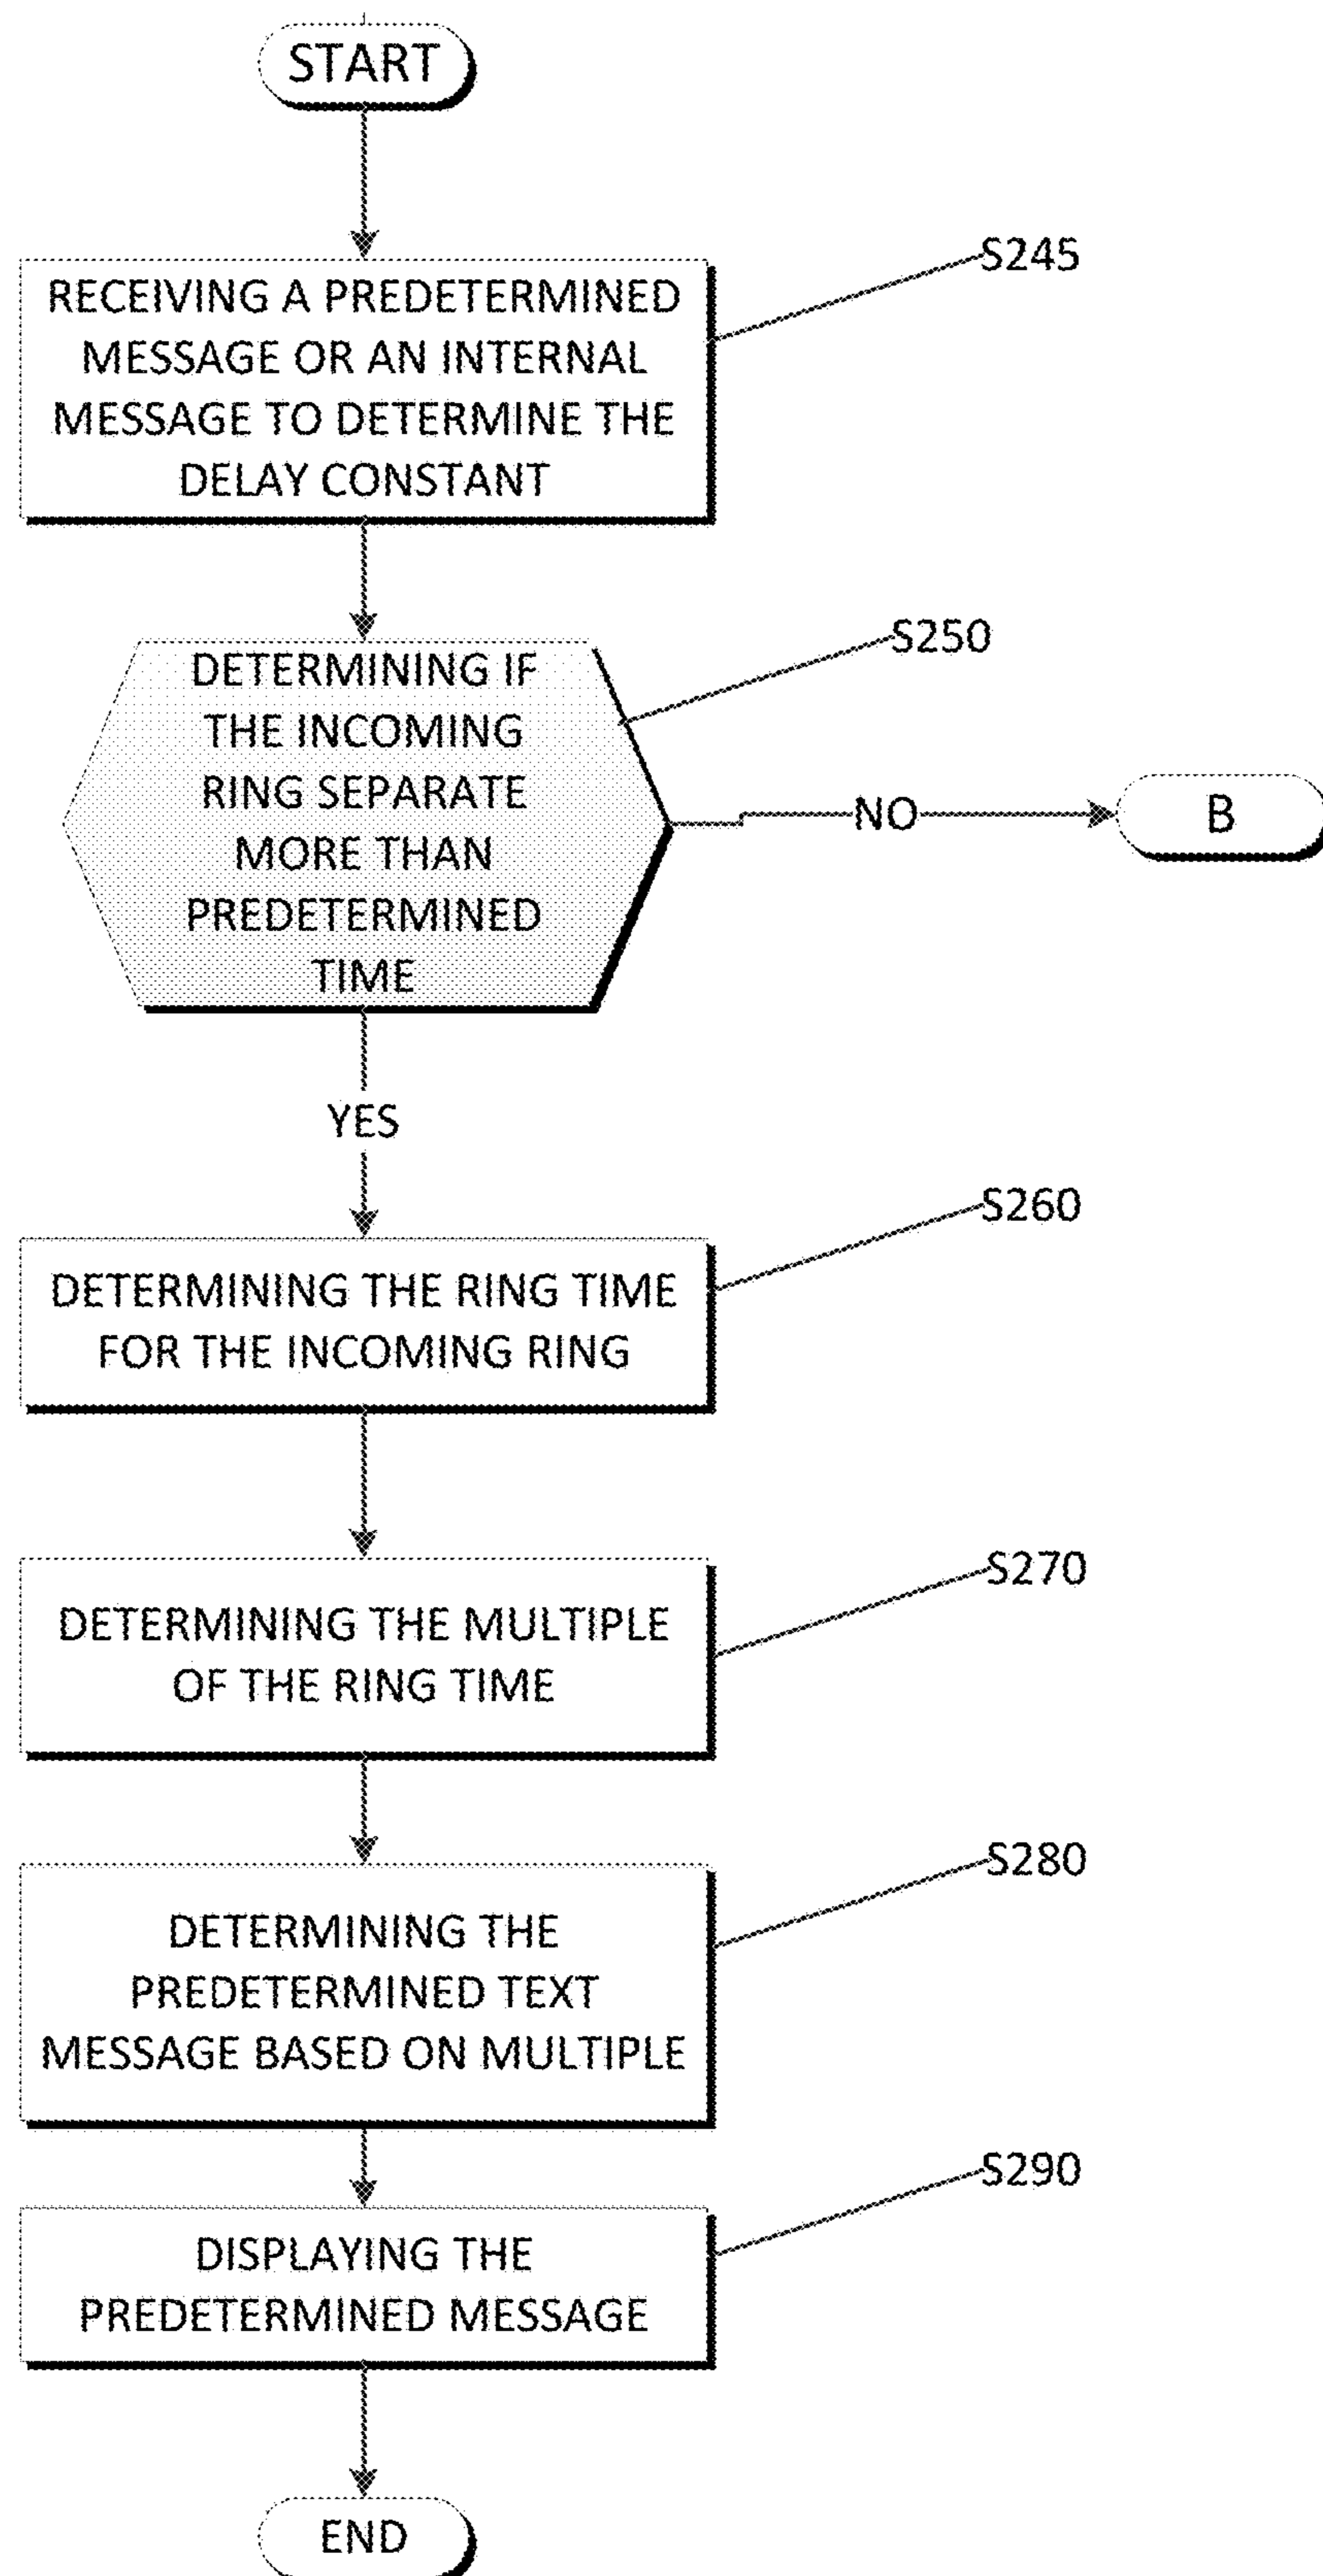 START
S245
RECEIVING A PREDETERMINED
MESSAGE OR AN INTERNAL
MESSAGE TO DETERMINE THE
DELAY CONSTANT
S250
DETERMINING IF
THE INCOMING
RING SEPARATE
MORE THAN
PREDETERMINED
TIME
NO
B
YES
S260
DETERMINING THE RING TIME
FOR THE INCOMING RING
S270
DETERMINING THE MULTIPLE
OF THE RING TIME
S280
DETERMINING THE
PREDETERMINED TEXT
MESSAGE BASED ON MULTIPLE
S290
DISPLAYING THE
PREDETERMINED MESSAGE
END